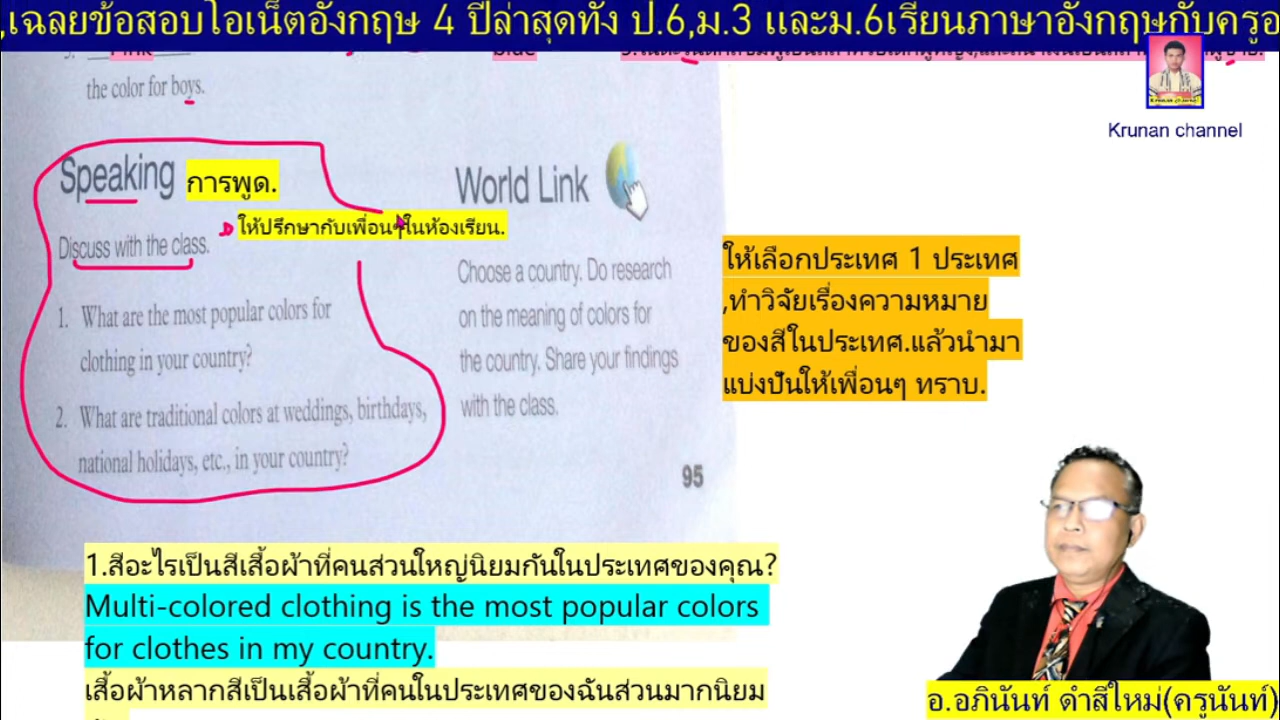 ,เฉลยข้อสอบโอเน็ตอังกฤษ 4 ปีล่าสุดทั้ง ป.6,ม.3 และม.6เรียนภาษาอังกฤษกับครูอ
the color for boys.
Krunan channel
Speaking การพูด.
Discuss with the class. ให้ปรึกษากับเพื่อนๆในห้องเรียน.
1. What are the most popular colors for
clothing in your country?
2. What are traditional colors at weddings, birthdays,
national holidays, etc., in your country?
World Link
Choose a country. Do research
on the meaning of colors for
the country. Share your findings
with the class.
95
ให้เลือกประเทศ 1 ประเทศ
,ทำวิจัยเรื่องความหมาย
ของสีในประเทศ.แล้วนำมา
แบ่งปันให้เพื่อนๆ ทราบ.
1.สีอะไรเป็นสีเสื้อผ้าที่คนส่วนใหญ่นิยมกันในประเทศของคุณ?
Multi-colored clothing is the most popular colors
for clothes in my country.
เสื้อผ้าหลากสีเป็นเสื้อผ้าที่คนในประเทศของฉันส่วนมากนิยม
อ.อภินันท์ ดำสีใหม่(ครูนันท์)